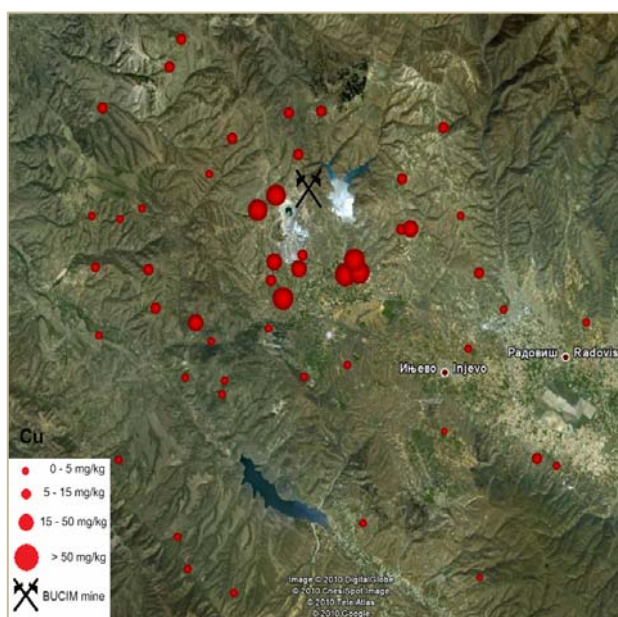 Радовиш Radovis
Ињево Injevo
Cu
0 - 5 mg/kg
5 - 15 mg/kg
15 - 50 mg/kg
> 50 mg/kg
BUCIM mine
Image © 2010 DigitalGlobe
© 2010 Cnes/Spot Image
© 2010 Tele Atlas
© 2010 Google